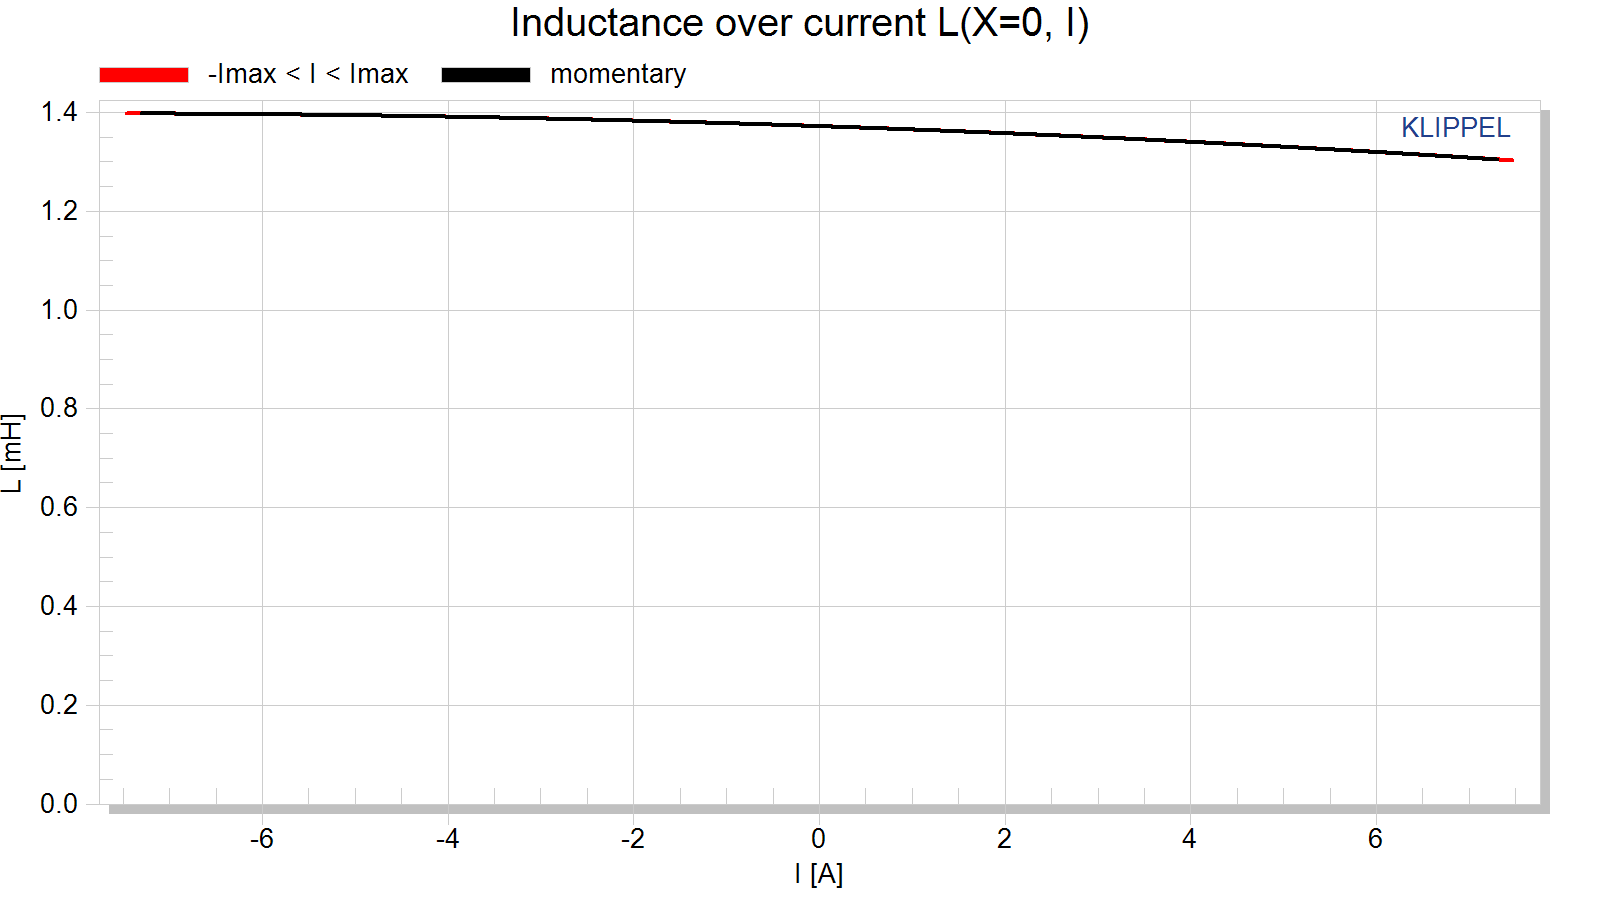 Inductance over current L(X=0, I)
-Imax < I < Imax momentary
KLIPPEL
1.4
1.2
1.0
0.8
0.6
0.4
0.2
0.0
L [mH]
-6 -4 -2 0 2 4 6
I [A]